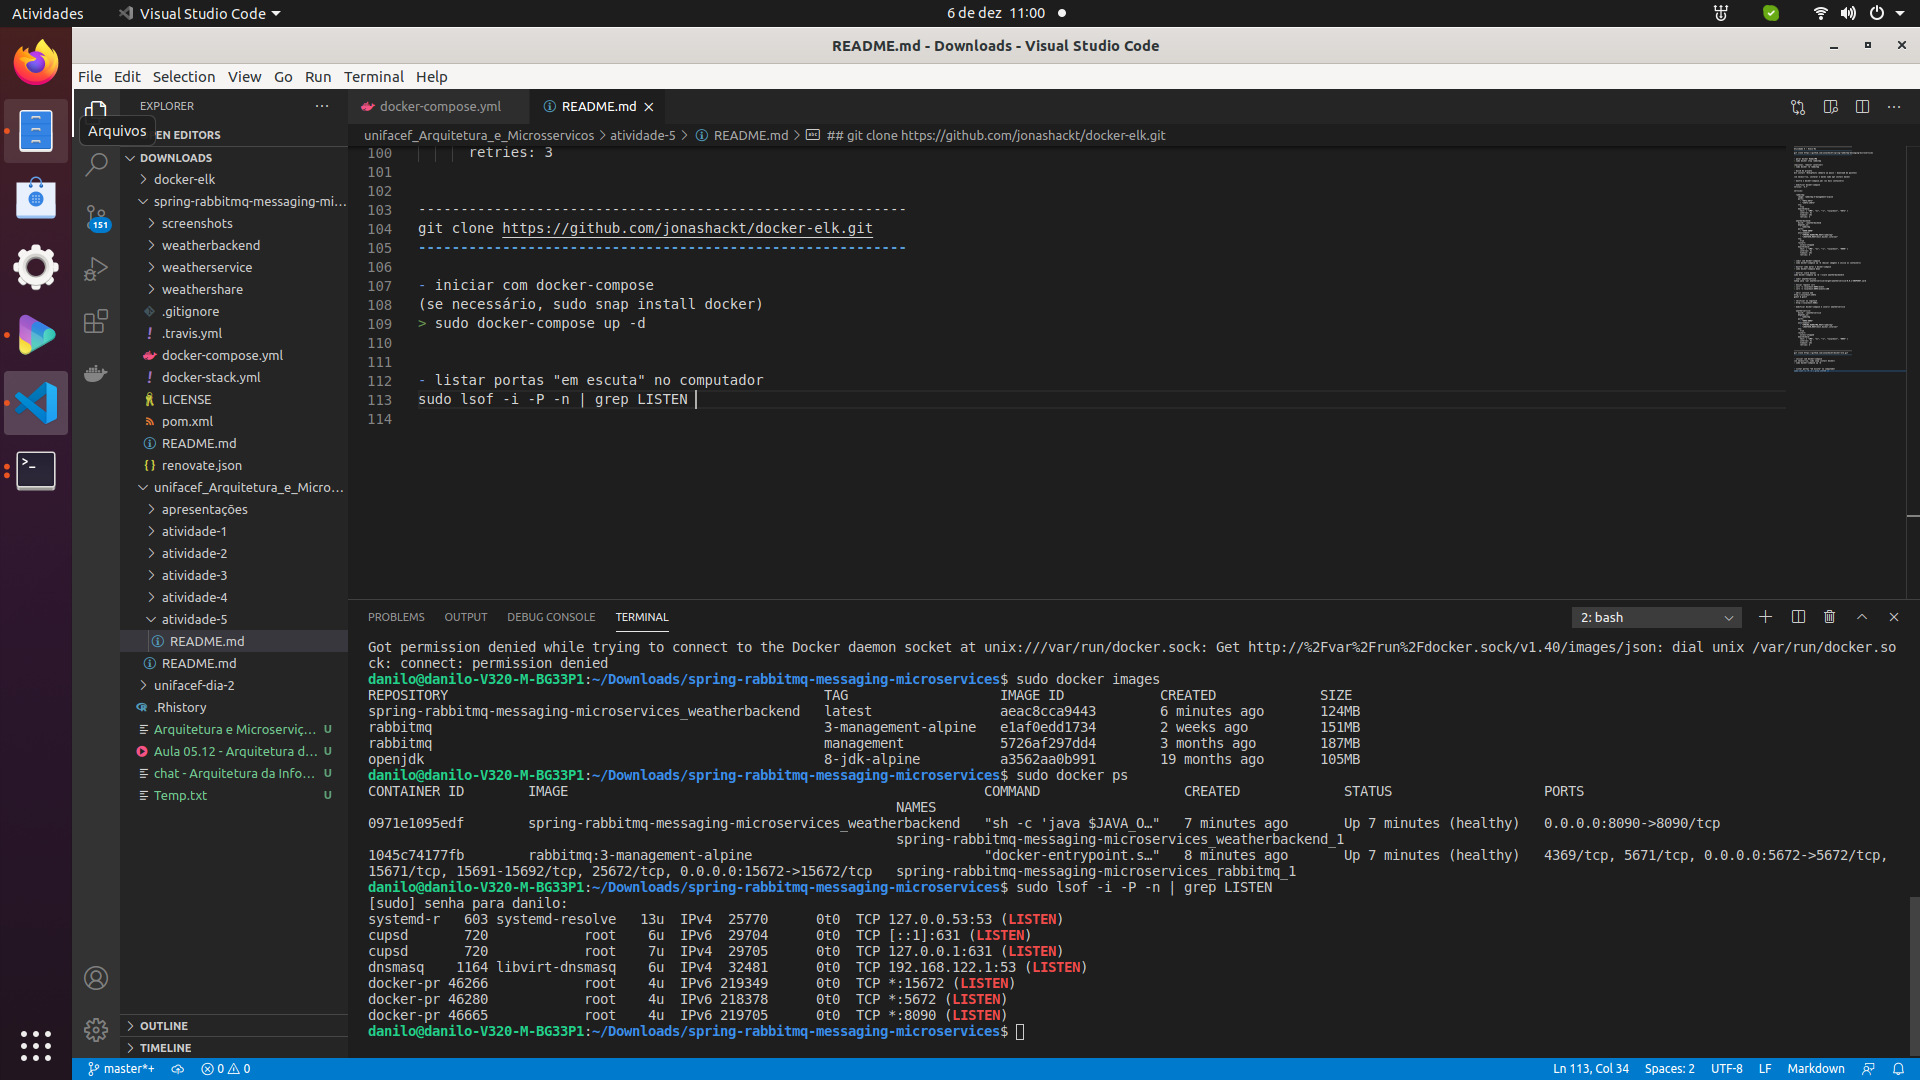 Atividades
Visual Studio Code
6 de dez 11:00
README.md - Downloads - Visual Studio Code
File Edit Selection View Go Run Terminal Help
EXPLORER
Arquivos
EN EDITORS
DOWNLOADS
docker-elk
spring-rabbitmq-messaging-mi...
screenshots
weatherbackend
weatherservice
weathershare
.gitignore
.travis.yml
docker-compose.yml
docker-stack.yml
LICENSE
pom.xml
README.md
renovate.json
unifacef_Arquitetura_e_Micro...
apresentações
atividade-1
atividade-2
atividade-3
atividade-4
atividade-5
README.md
README.md
unifacef-dia-2
.Rhistory
Arquitetura e Microserviç... U
Aula 05.12 - Arquitetura d... U
chat - Arquitetura da Info... U
Temp.txt U
OUTLINE
TIMELINE
151
docker-compose.yml
README.md
unifacef_Arquitetura_e_Microsservicos > atividade-5 > README.md > ## git clone https://github.com/jonashackt/docker-elk.git
100 retries: 3
101
102
103 ----------------------------------------------------------
104 git clone https://github.com/jonashackt/docker-elk.git
105 ----------------------------------------------------------
106
107 - iniciar com docker-compose
108 (se necessário, sudo snap install docker)
109 > sudo docker-compose up -d
110
111
112 - listar portas "em escuta" no computador
113 sudo lsof -i -P -n | grep LISTEN
114
PROBLEMS OUTPUT DEBUG CONSOLE TERMINAL
2: bash
Got permission denied while trying to connect to the Docker daemon socket at unix:///var/run/docker.sock: Get http://%2Fvar%2Frun%2Fdocker.sock/v1.40/images/json: dial unix /var/run/docker.so
ck: connect: permission denied
danilo@danilo-V320-M-BG33P1:~/Downloads/spring-rabbitmq-messaging-microservices$ sudo docker images
REPOSITORY TAG IMAGE ID CREATED SIZE
spring-rabbitmq-messaging-microservices_weatherbackend latest aeac8cca9443 6 minutes ago 124MB
rabbitmq 3-management-alpine e1af0edd1734 2 weeks ago 151MB
rabbitmq management 5726af297dd4 3 months ago 187MB
openjdk 8-jdk-alpine a3562aa0b991 19 months ago 105MB
danilo@danilo-V320-M-BG33P1:~/Downloads/spring-rabbitmq-messaging-microservices$ sudo docker ps
CONTAINER ID IMAGE COMMAND CREATED STATUS PORTS
NAMES
0971e1095edf spring-rabbitmq-messaging-microservices_weatherbackend "sh -c 'java $JAVA_O…" 7 minutes ago Up 7 minutes (healthy) 0.0.0.0:8090->8090/tcp
spring-rabbitmq-messaging-microservices_weatherbackend_1
1045c74177fb rabbitmq:3-management-alpine "docker-entrypoint.s…" 8 minutes ago Up 7 minutes (healthy) 4369/tcp, 5671/tcp, 0.0.0.0:5672->5672/tcp,
15671/tcp, 15691-15692/tcp, 25672/tcp, 0.0.0.0:15672->15672/tcp spring-rabbitmq-messaging-microservices_rabbitmq_1
danilo@danilo-V320-M-BG33P1:~/Downloads/spring-rabbitmq-messaging-microservices$ sudo lsof -i -P -n | grep LISTEN
[sudo] senha para danilo:
systemd-r 603 systemd-resolve 13u IPv4 25770 0t0 TCP 127.0.0.53:53 (LISTEN)
cupsd 720 root 6u IPv6 29704 0t0 TCP [::1]:631 (LISTEN)
cupsd 720 root 7u IPv4 29705 0t0 TCP 127.0.0.1:631 (LISTEN)
dnsmasq 1164 libvirt-dnsmasq 6u IPv4 32481 0t0 TCP 192.168.122.1:53 (LISTEN)
docker-pr 46266 root 4u IPv6 219349 0t0 TCP *:15672 (LISTEN)
docker-pr 46280 root 4u IPv6 218378 0t0 TCP *:5672 (LISTEN)
docker-pr 46665 root 4u IPv6 219705 0t0 TCP *:8090 (LISTEN)
danilo@danilo-V320-M-BG33P1:~/Downloads/spring-rabbitmq-messaging-microservices$
master*+ 0 0 Ln 113, Col 34 Spaces: 2 UTF-8 LF Markdown